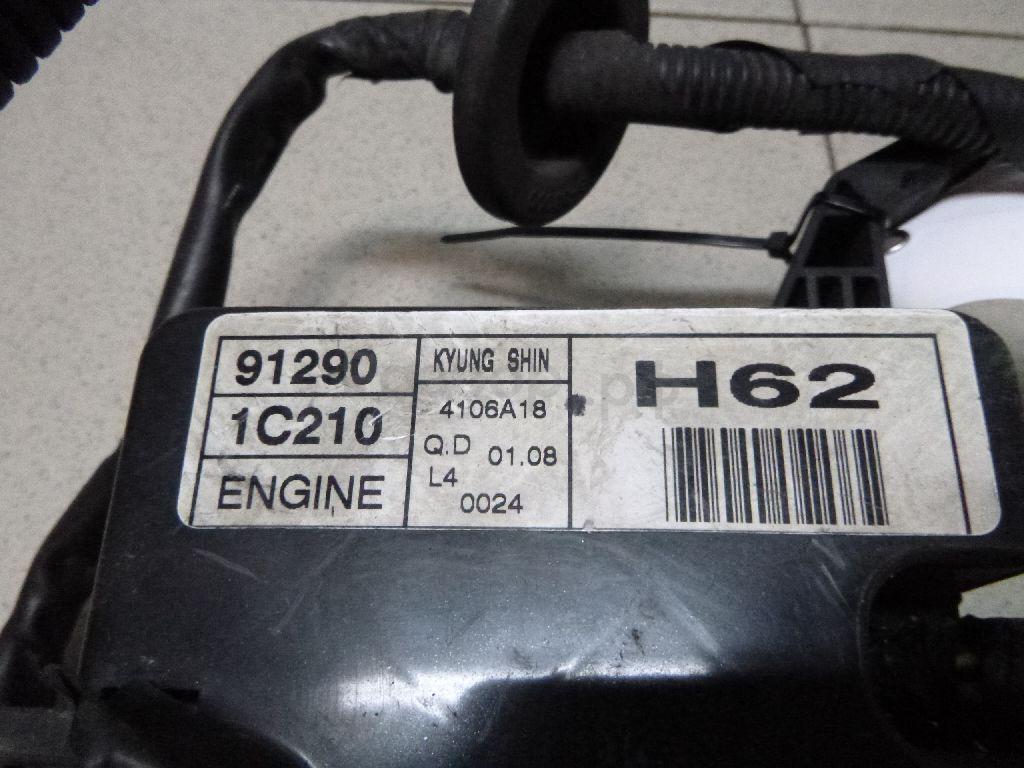 91290
1C210
ENGINE
KYUNG SHIN
4106A18
Q.D 01.08
L4
0024
H62